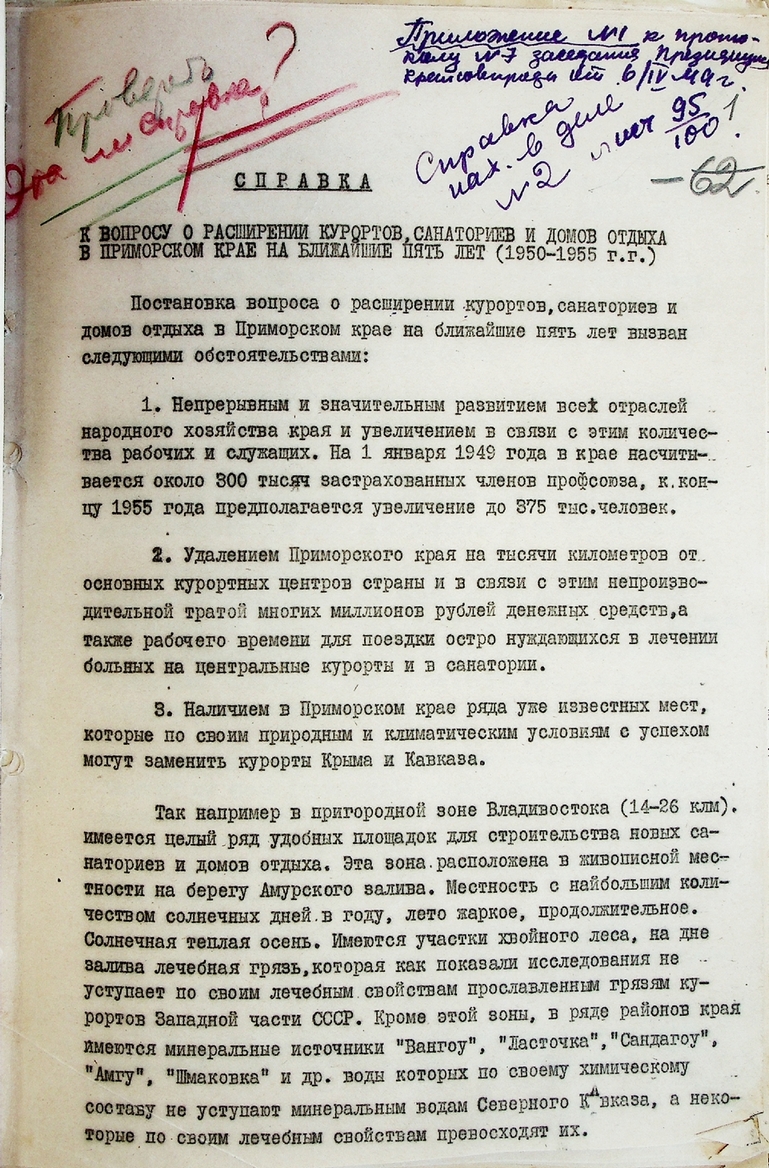 Проверить
Эта ли справка?
Приложение №1 к прото-
колу №7 заседания Президиума
крайсовпрофа от 6/IV-49 г.
Справка
нах. в деле
№2 лист 95/100
1
-62
СПРАВКА
К ВОПРОСУ О РАСШИРЕНИИ КУРОРТОВ,САНАТОРИЕВ И ДОМОВ ОТДЫХА
В ПРИМОРСКОМ КРАЕ НА БЛИЖАЙШИЕ ПЯТЬ ЛЕТ (1950-1955 г.г.)
Постановка вопроса о расширении курортов,санаториев и
домов отдыха в Приморском крае на ближайшие пять лет вызван
следующими обстоятельствами:
1. Непрерывным и значительным развитием всех отраслей
народного хозяйства края и увеличением в связи с этим количес-
тва рабочих и служащих. На 1 января 1949 года в крае насчиты-
вается около 300 тысяч застрахованных членов профсоюза, к.кон-
цу 1955 года предполагается увеличение до 375 тыс.человек.
2. Удалением Приморского края на тысячи километров от
основных курортных центров страны и в связи с этим непроизво-
дительной тратой многих миллионов рублей денежных средств,а
также рабочего времени для поездки остро нуждающихся в лечении
больных на центральные курорты и в санатории.
3. Наличием в Приморском крае ряда уже известных мест,
которые по своим природным и климатическим условиям с успехом
могут заменить курорты Крыма и Кавказа.
Так например в пригородной зоне Владивостока (14-26 клм).
имеется целый ряд удобных площадок для строительства новых са-
наториев и домов отдыха. Эта зона расположена в живописной мес-
тности на берегу Амурского залива. Местность с наибольшим коли-
чеством солнечных дней в году, лето жаркое, продолжительное.
Солнечная теплая осень. Имеются участки хвойного леса, на дне
залива лечебная грязь,которая как показали исследования не
уступает по своим лечебным свойствам прославленным грязям ку-
рортов Западной части СССР. Кроме этой зоны, в ряде районов края
имеются минеральные источники "Вангоу", "Ласточка","Сандагоу",
"Амгу", "Шмаковка" и др. воды которых по своему химическому
составу не уступают минеральным водам Северного Кавказа, а неко-
торые по своим лечебным свойствам превосходят их.